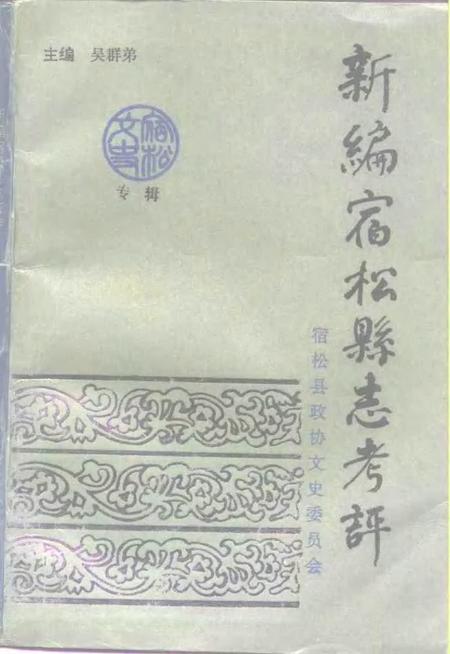 主编 吴群弟
宿松
文史
专辑
新編宿松縣志考評
宿松县政协文史委员会